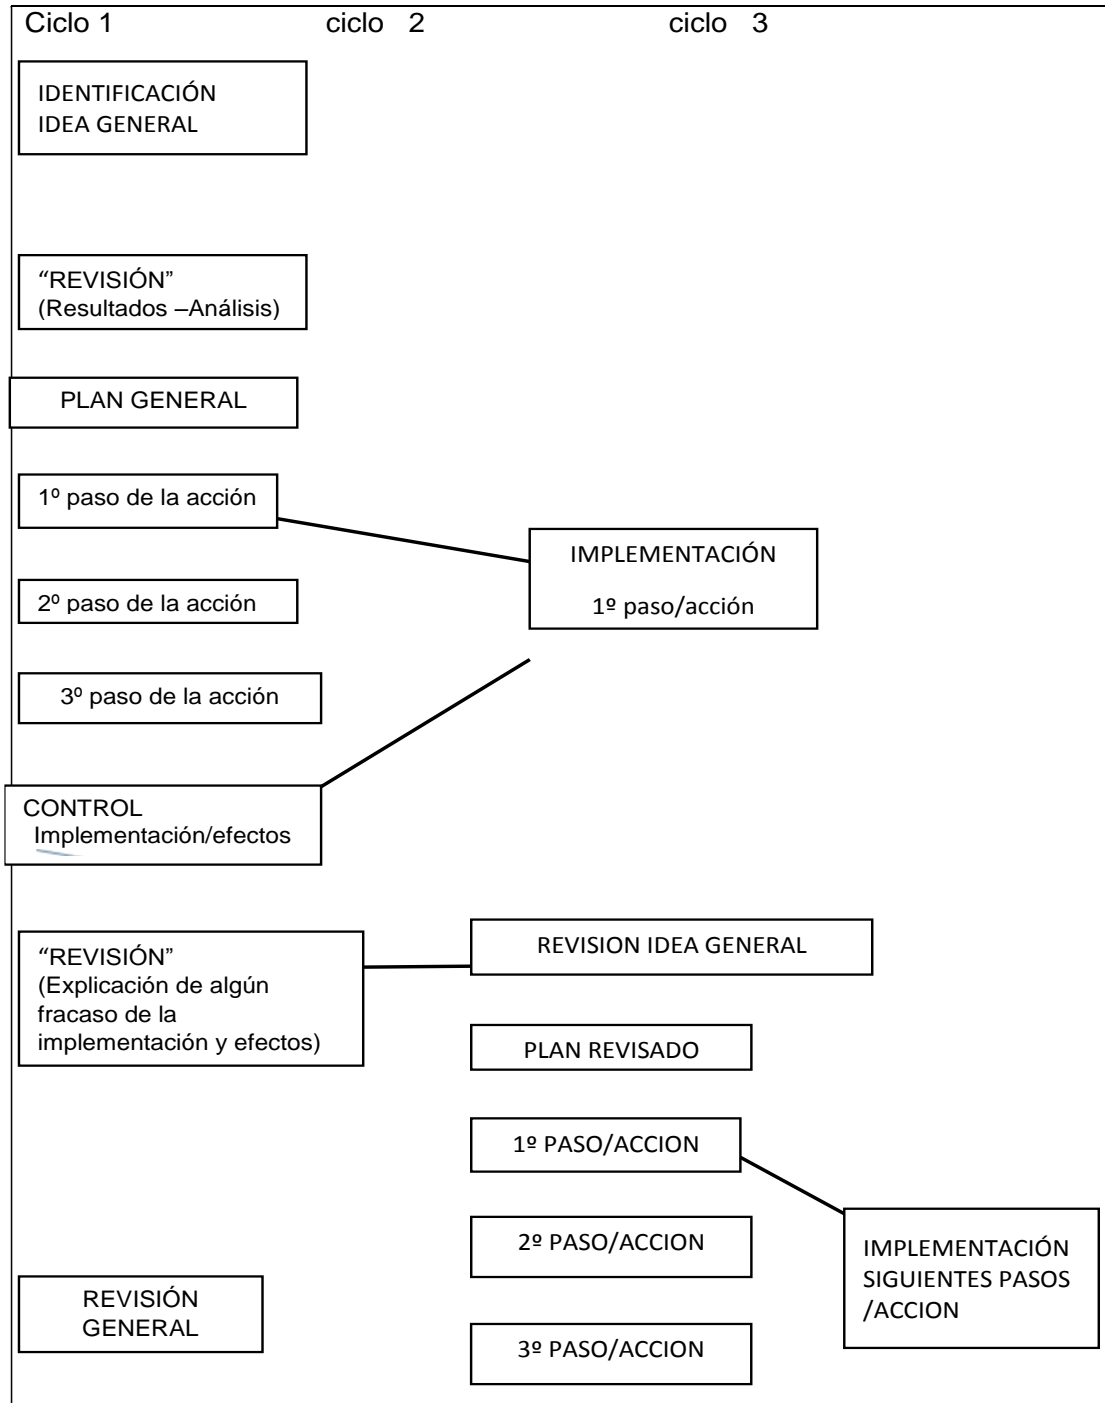 Ciclo 1 ciclo 2 ciclo 3
IDENTIFICACIÓN
IDEA GENERAL
“REVISIÓN”
(Resultados –Análisis)
PLAN GENERAL
1º paso de la acción
IMPLEMENTACIÓN
1º paso/acción
2º paso de la acción
3º paso de la acción
CONTROL
Implementación/efectos
“REVISIÓN”
(Explicación de algún
fracaso de la
implementación y efectos)
REVISION IDEA GENERAL
PLAN REVISADO
1º PASO/ACCION
2º PASO/ACCION
IMPLEMENTACIÓN
SIGUIENTES PASOS
/ACCION
REVISIÓN
GENERAL
3º PASO/ACCION